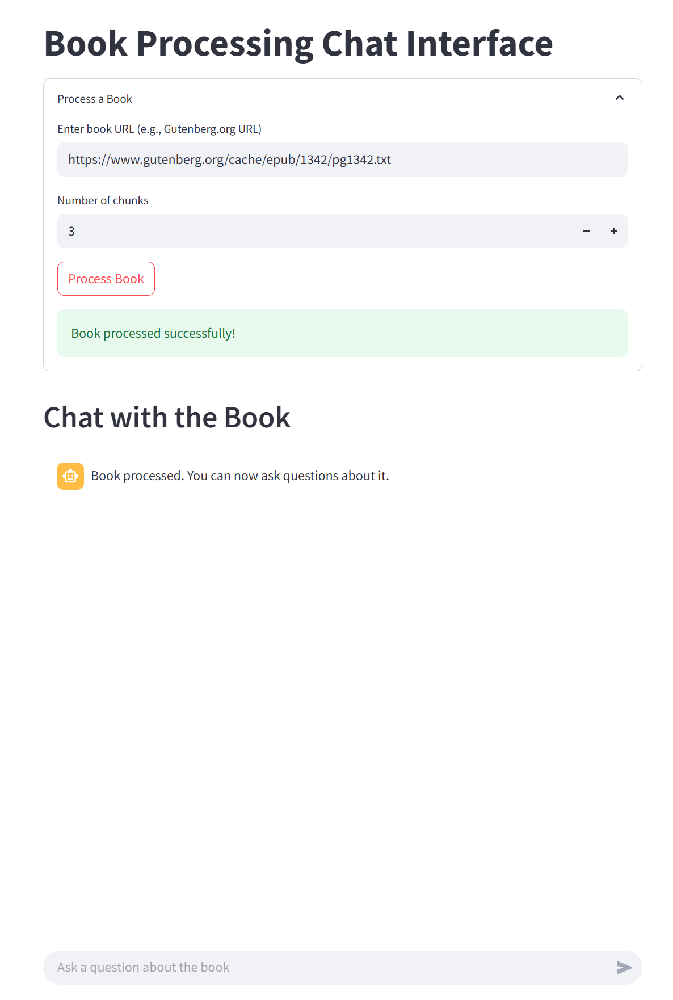 Book Processing Chat Interface
Process a Book
Enter book URL (e.g., Gutenberg.org URL)
https://www.gutenberg.org/cache/epub/1342/pg1342.txt
Number of chunks
3
Process Book
Book processed successfully!
Chat with the Book
Book processed. You can now ask questions about it.
Ask a question about the book